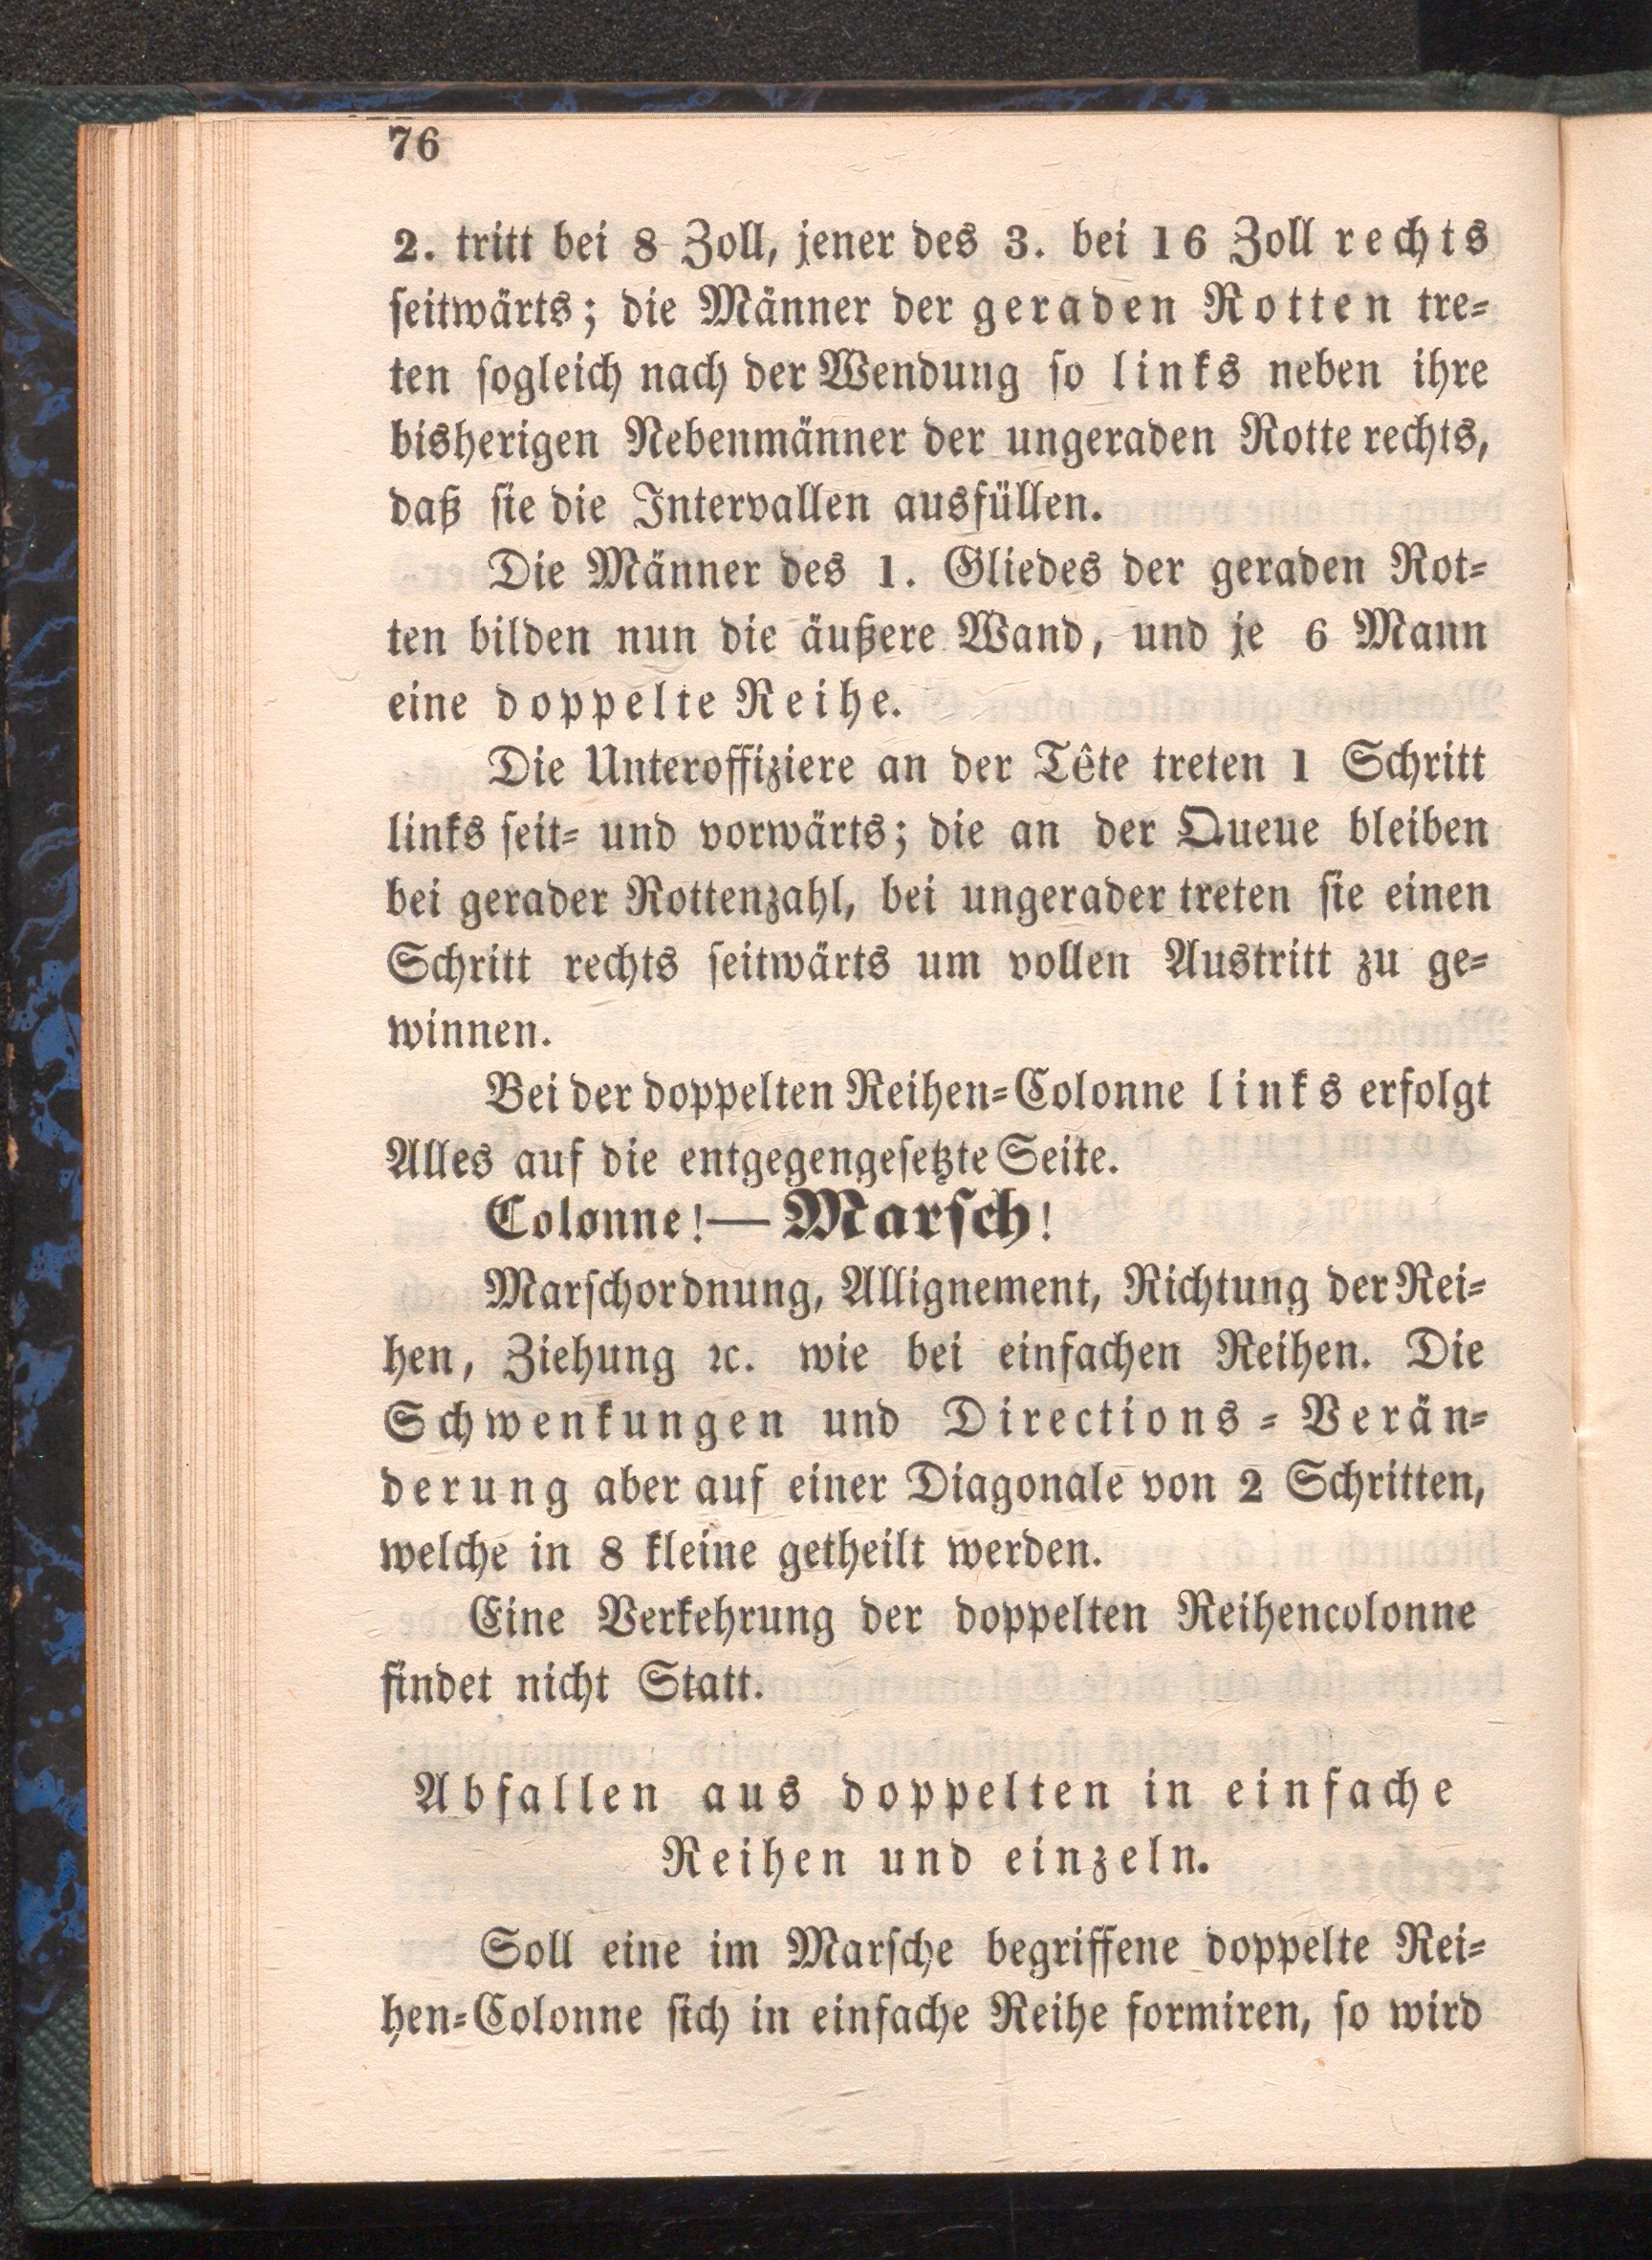 76
2. tritt bei 8 Zoll, jener des 3. bei 16 Zoll rechts
ſeitwärts; die Männer der geraden Rotten tre-
ten ſogleich nach der Wendung ſo links neben ihre
bisherigen Nebenmänner der ungeraden Rotte rechts,
daß ſie die Intervallen ausfüllen.
Die Männer des 1. Gliedes der geraden Rot-
ten bilden nun die äußere Wand, und je 6 Mann
eine doppelte Reihe.
Die Unteroffiziere an der Tête treten 1 Schritt
links ſeit- und vorwärts; die an der Queue bleiben
bei gerader Rottenzahl, bei ungerader treten ſie einen
Schritt rechts ſeitwärts um vollen Austritt zu ge-
winnen.
Bei der doppelten Reihen-Colonne links erfolgt
Alles auf die entgegengeſetzte Seite.
Colonne!— Marſch!
Marſchordnung, Allignement, Richtung der Rei-
hen, Ziehung ꝛc. wie bei einfachen Reihen. Die
Schwenkungen und Directions-Verän-
derung aber auf einer Diagonale von 2 Schritten,
welche in 8 kleine getheilt werden.
Eine Verkehrung der doppelten Reihencolonne
findet nicht Statt.
Abfallen aus doppelten in einfache
Reihen und einzeln.
Soll eine im Marſche begriffene doppelte Rei-
hen-Colonne ſich in einfache Reihe formiren, ſo wird